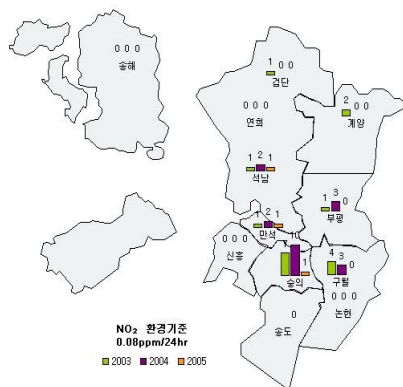 0 0 0
송해
1 0 0
검단
0 0 0
연희
2 0 0
계양
1 2 1
석남
1 3 0
부평
1 2 1
만석
0 0 0
신흥
10
1
숭의
4 3 0
구월
0 0 0
논현
0
송도
NO₂ 환경기준
0.08ppm/24hr
2003 2004 2005